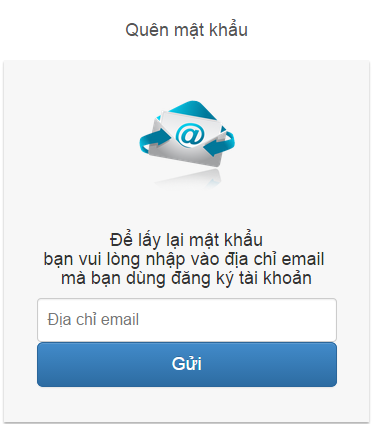 Quên mật khẩu
@
Để lấy lại mật khẩu
bạn vui lòng nhập vào địa chỉ email
mà bạn dùng đăng ký tài khoản
Địa chỉ email
Gửi